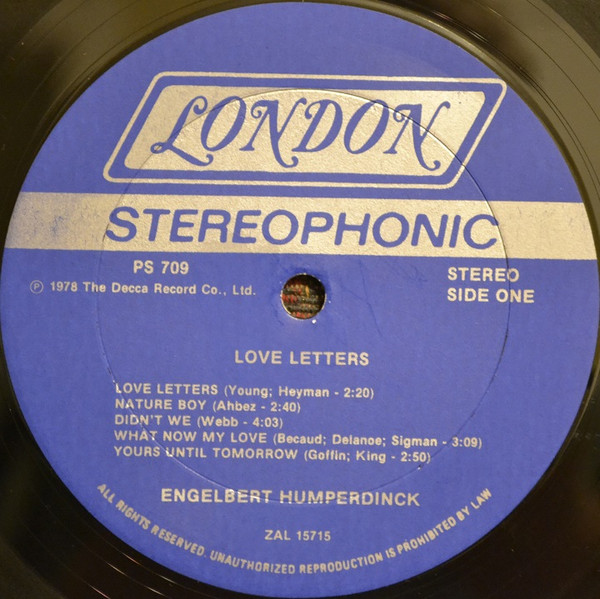 LONDON
STEREOPHONIC
PS 709
℗ 1978 The Decca Record Co., Ltd.
STEREO
SIDE ONE
LOVE LETTERS
LOVE LETTERS (Young; Heyman - 2:20)
NATURE BOY (Ahbez - 2:40)
DIDN'T WE (Webb - 4:03)
WHAT NOW MY LOVE (Becaud; Delanoe; Sigman - 3:09)
YOURS UNTIL TOMORROW (Goffin; King - 2:50)
ENGELBERT HUMPERDINCK
ZAL 15715
ALL RIGHTS RESERVED. UNAUTHORIZED REPRODUCTION IS PROHIBITED BY LAW